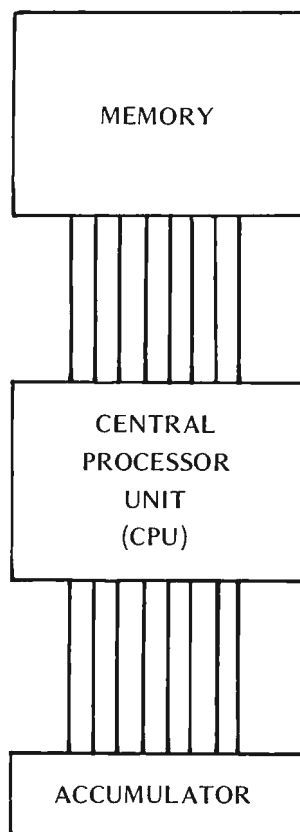 MEMORY
CENTRAL
PROCESSOR
UNIT
(CPU)
ACCUMULATOR